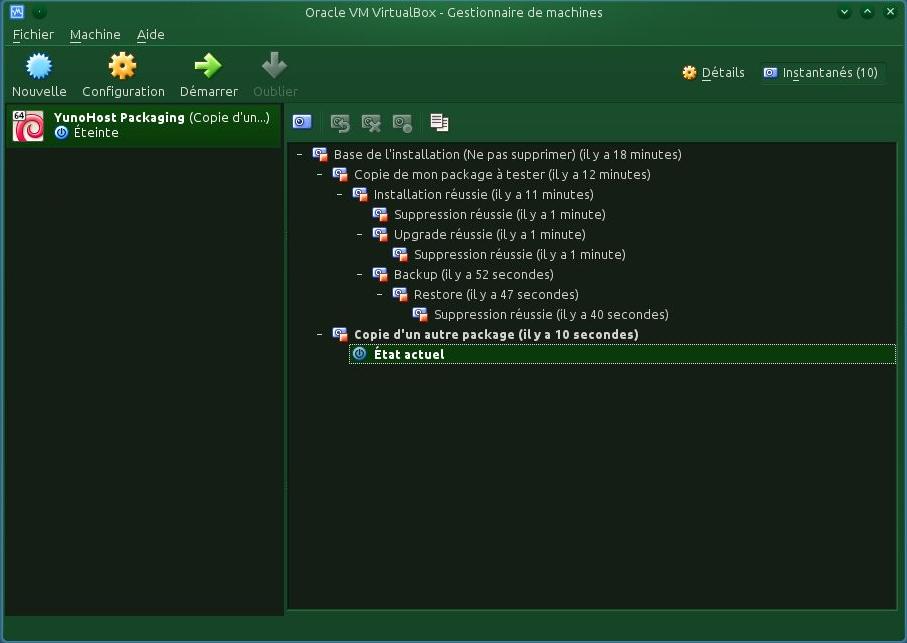 Oracle VM VirtualBox - Gestionnaire de machines
Fichier Machine Aide
Nouvelle Configuration Démarrer Oublier Détails Instantanés (10)
64 YunoHost Packaging (Copie d'un...)
Éteinte
Base de l'installation (Ne pas supprimer) (il y a 18 minutes)
Copie de mon package à tester (il y a 12 minutes)
Installation réussie (il y a 11 minutes)
Suppression réussie (il y a 1 minute)
Upgrade réussie (il y a 1 minute)
Suppression réussie (il y a 1 minute)
Backup (il y a 52 secondes)
Restore (il y a 47 secondes)
Suppression réussie (il y a 40 secondes)
Copie d'un autre package (il y a 10 secondes)
État actuel